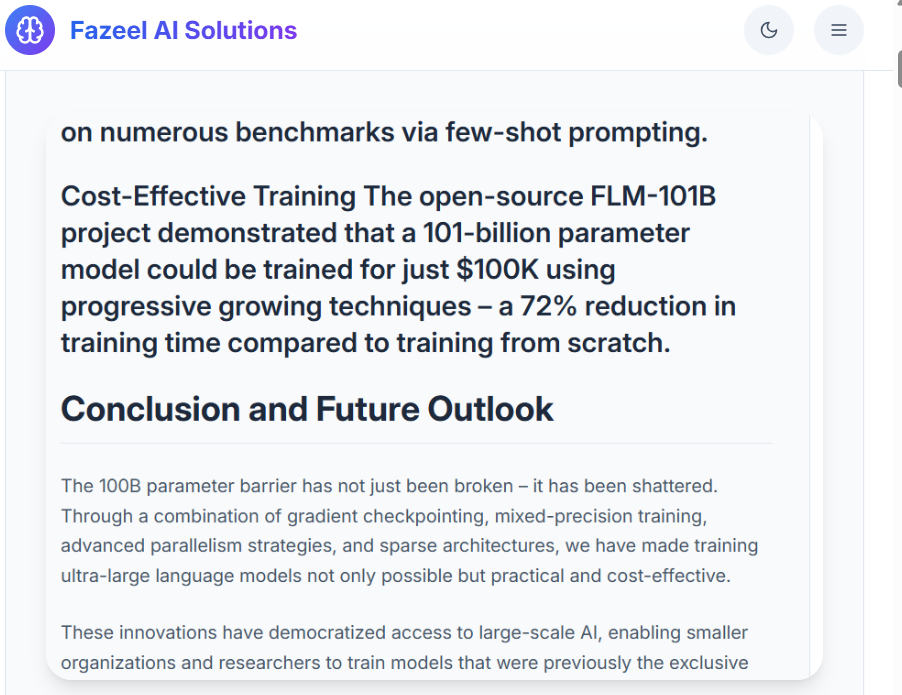 Fazeel AI Solutions
on numerous benchmarks via few-shot prompting.
Cost-Effective Training The open-source FLM-101B
project demonstrated that a 101-billion parameter
model could be trained for just $100K using
progressive growing techniques – a 72% reduction in
training time compared to training from scratch.
Conclusion and Future Outlook
The 100B parameter barrier has not just been broken – it has been shattered.
Through a combination of gradient checkpointing, mixed-precision training,
advanced parallelism strategies, and sparse architectures, we have made training
ultra-large language models not only possible but practical and cost-effective.
These innovations have democratized access to large-scale AI, enabling smaller
organizations and researchers to train models that were previously the exclusive